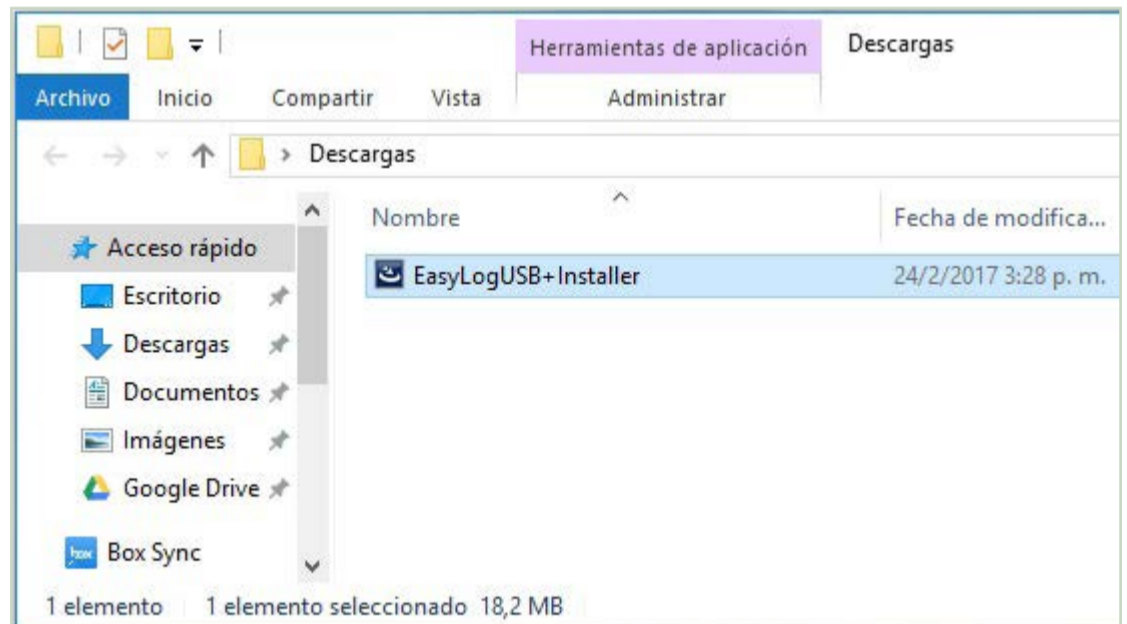 Herramientas de aplicación Descargas
Archivo Inicio Compartir Vista Administrar
Descargas
Nombre Fecha de modifica...
Acceso rápido
EasyLogUSB+Installer 24/2/2017 3:28 p. m.
Escritorio
Descargas
Documentos
Imágenes
Google Drive
box Box Sync
1 elemento 1 elemento seleccionado 18,2 MB